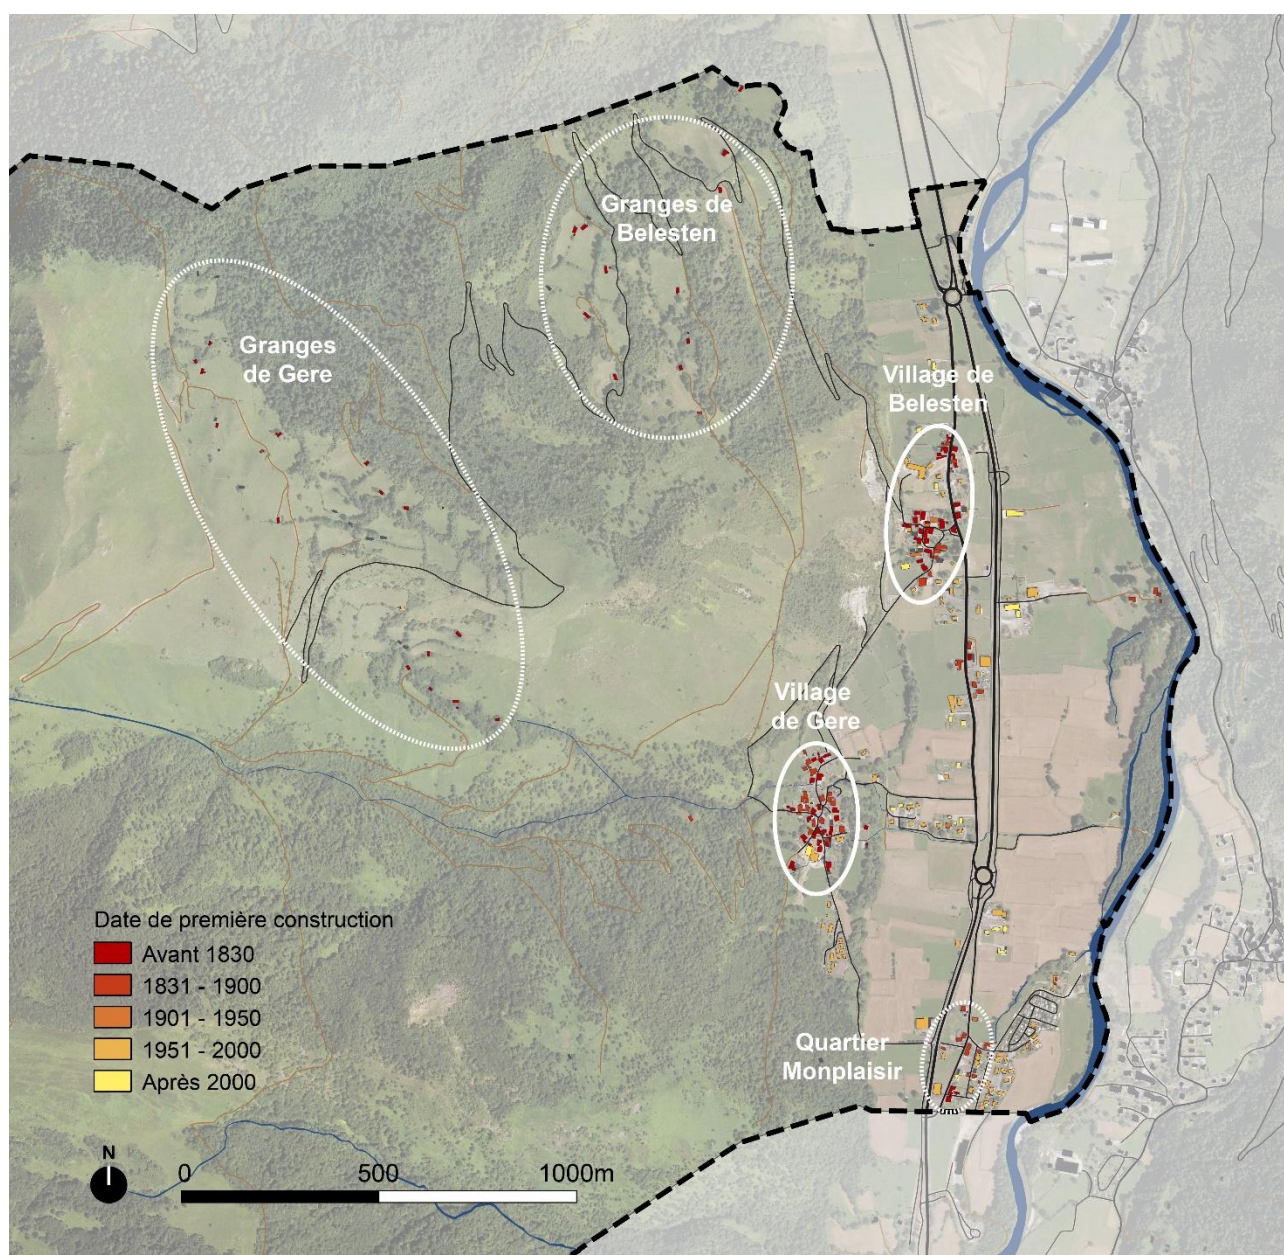 Granges de
Belesten
Granges
de Gere
Village de
Belesten
Village
de Gere
Date de première construction
Avant 1830
1831 - 1900
1901 - 1950
1951 - 2000
Après 2000
Quartier
Monplaisir
N
0 500 1000m